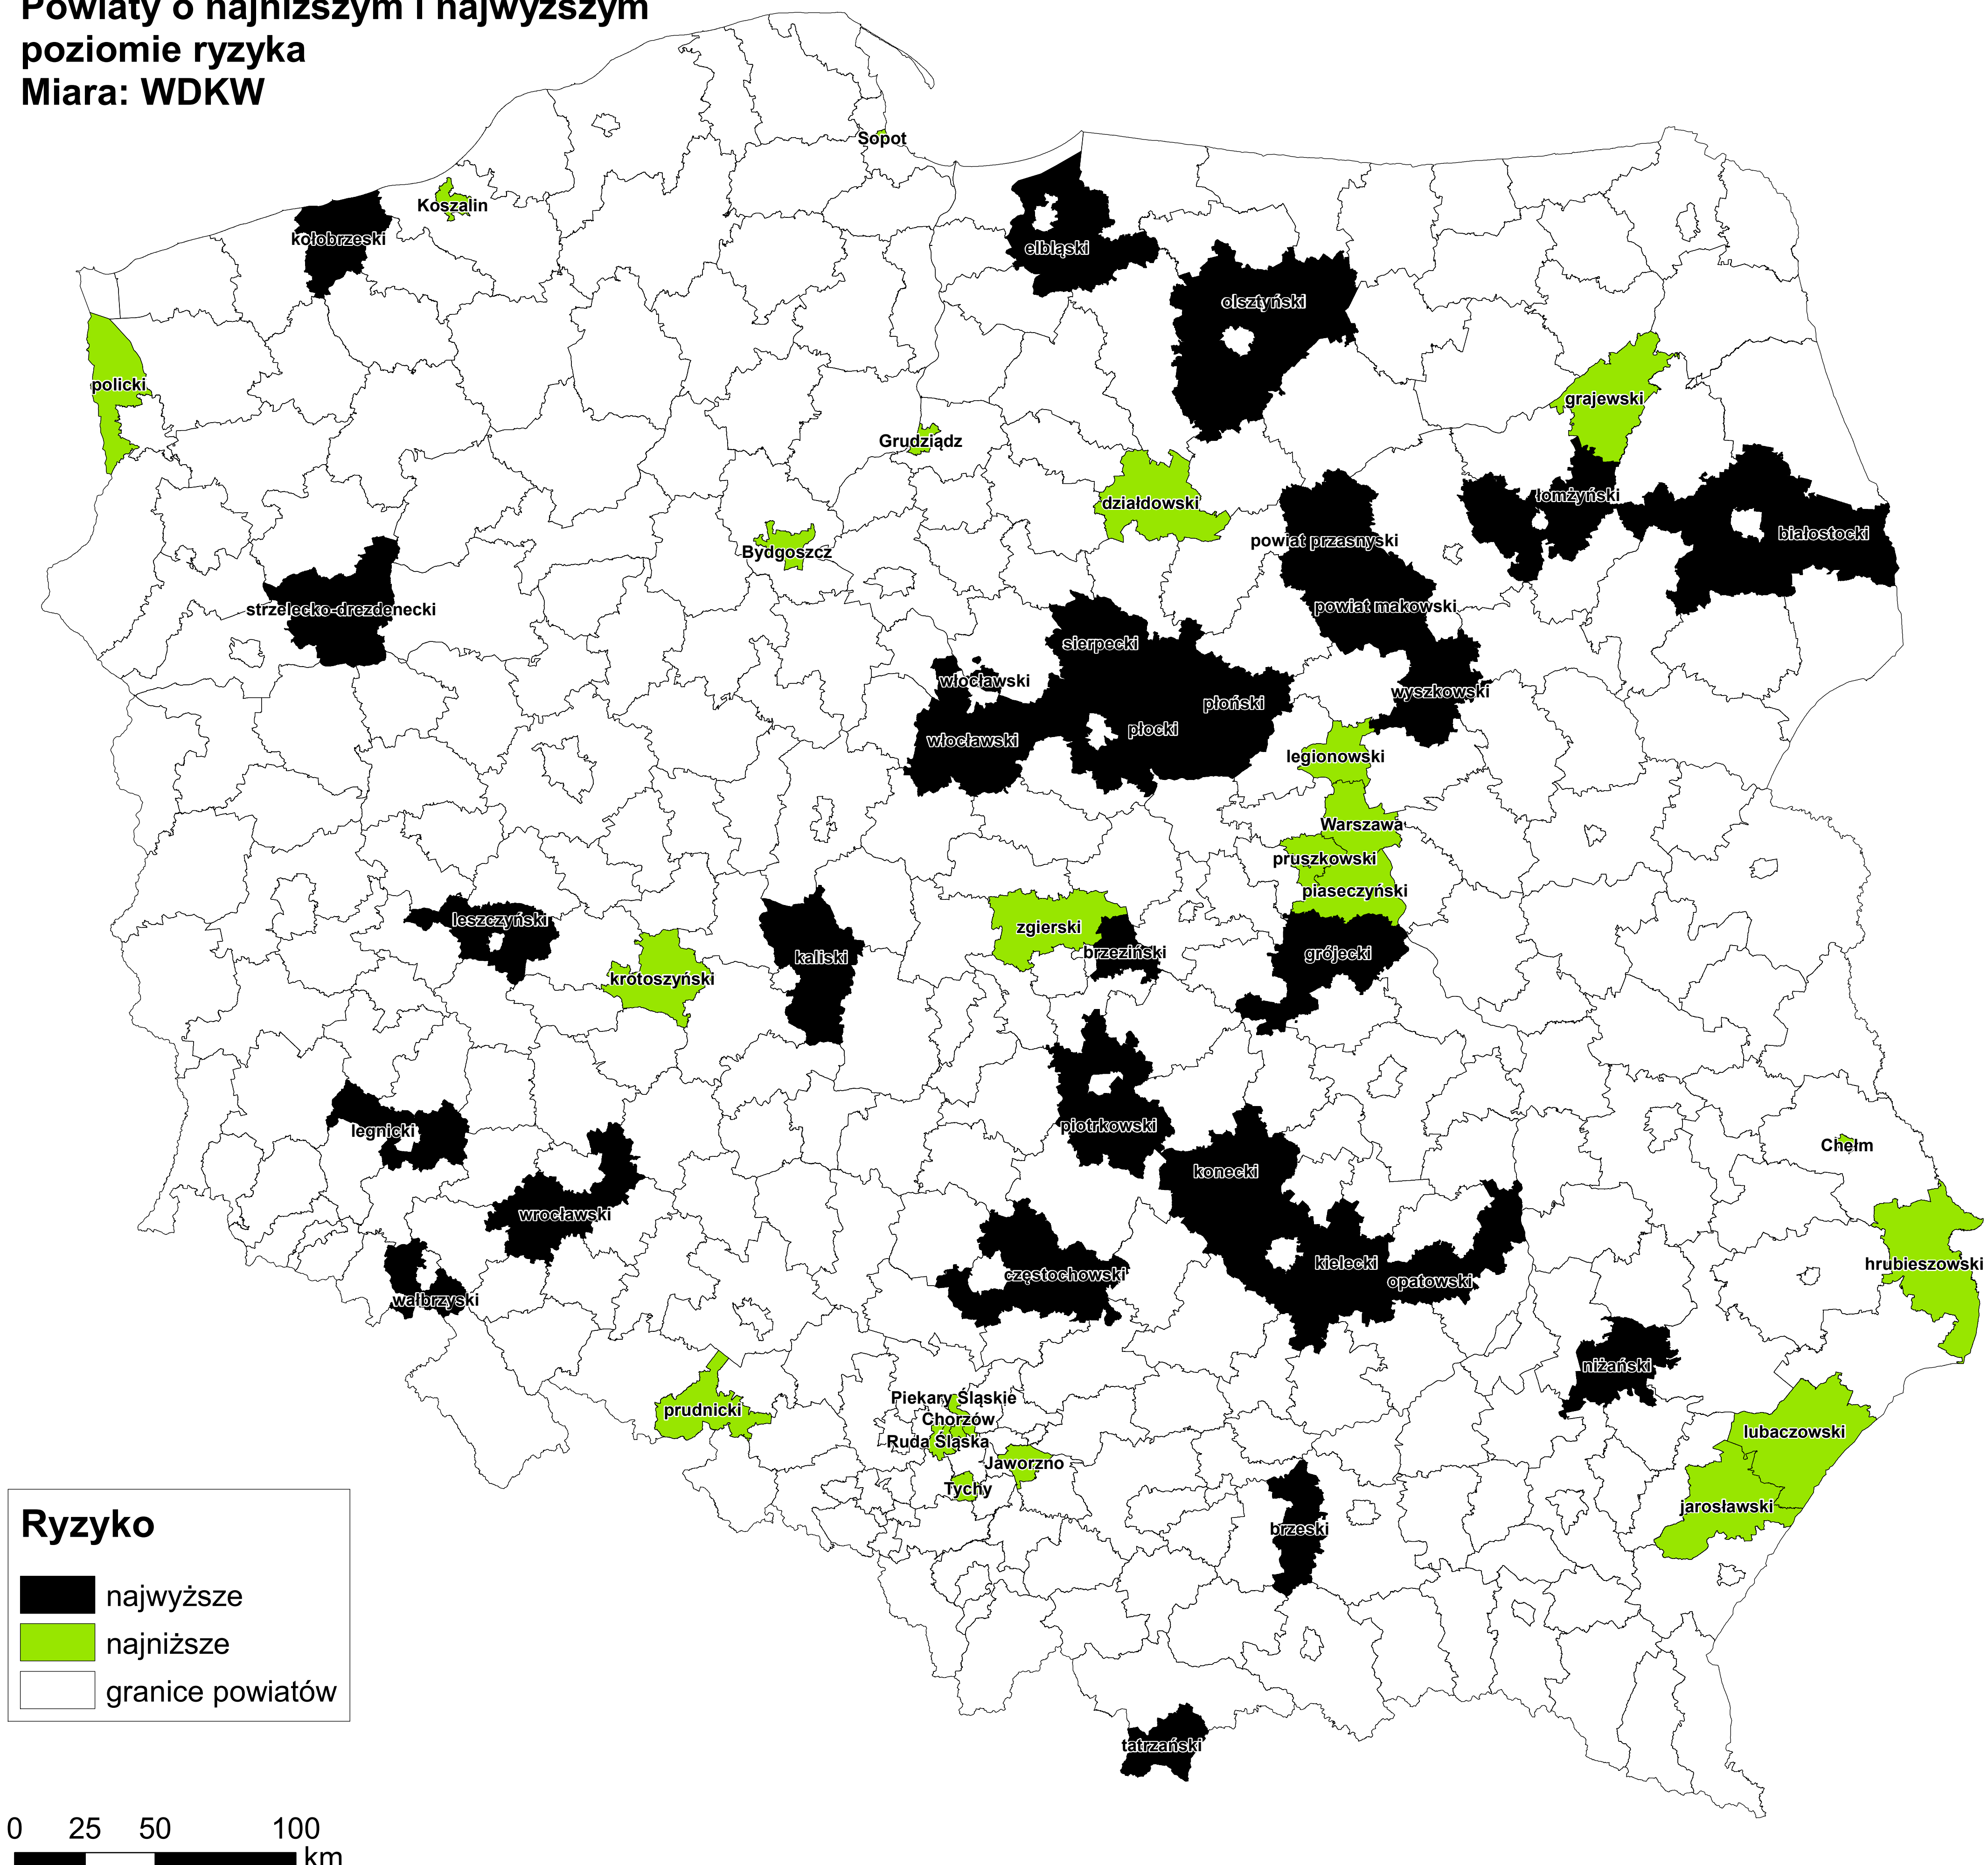 Powiaty o najniższym i najwyższym
poziomie ryzyka
Miara: WDKW
Sopot
Koszalin
kołobrzeski
elbląski
olsztyński
policki
grajewski
Grudziądz
działdowski
łomżyński
białostocki
powiat przasnyski
Bydgoszcz
strzelecko-drezdenecki
powiat makowski
sierpecki
włocławski
wyszkowski
płoński
płocki
włocławski
legionowski
Warszawa
pruszkowski
piaseczyński
leszczyński
zgierski
brzeziński
grójecki
kaliski
krotoszyński
piotrkowski
legnicki
Chełm
konecki
wrocławski
kielecki
hrubieszowski
częstochowski
opatowski
wałbrzyski
niżański
Piekary Śląskie
prudnicki
Chorzów
lubaczowski
Ruda Śląska
Jaworzno
Tychy
jarosławski
brzeski
tatrzański
Ryzyko
najwyższe
najniższe
granice powiatów
0 25 50 100
km